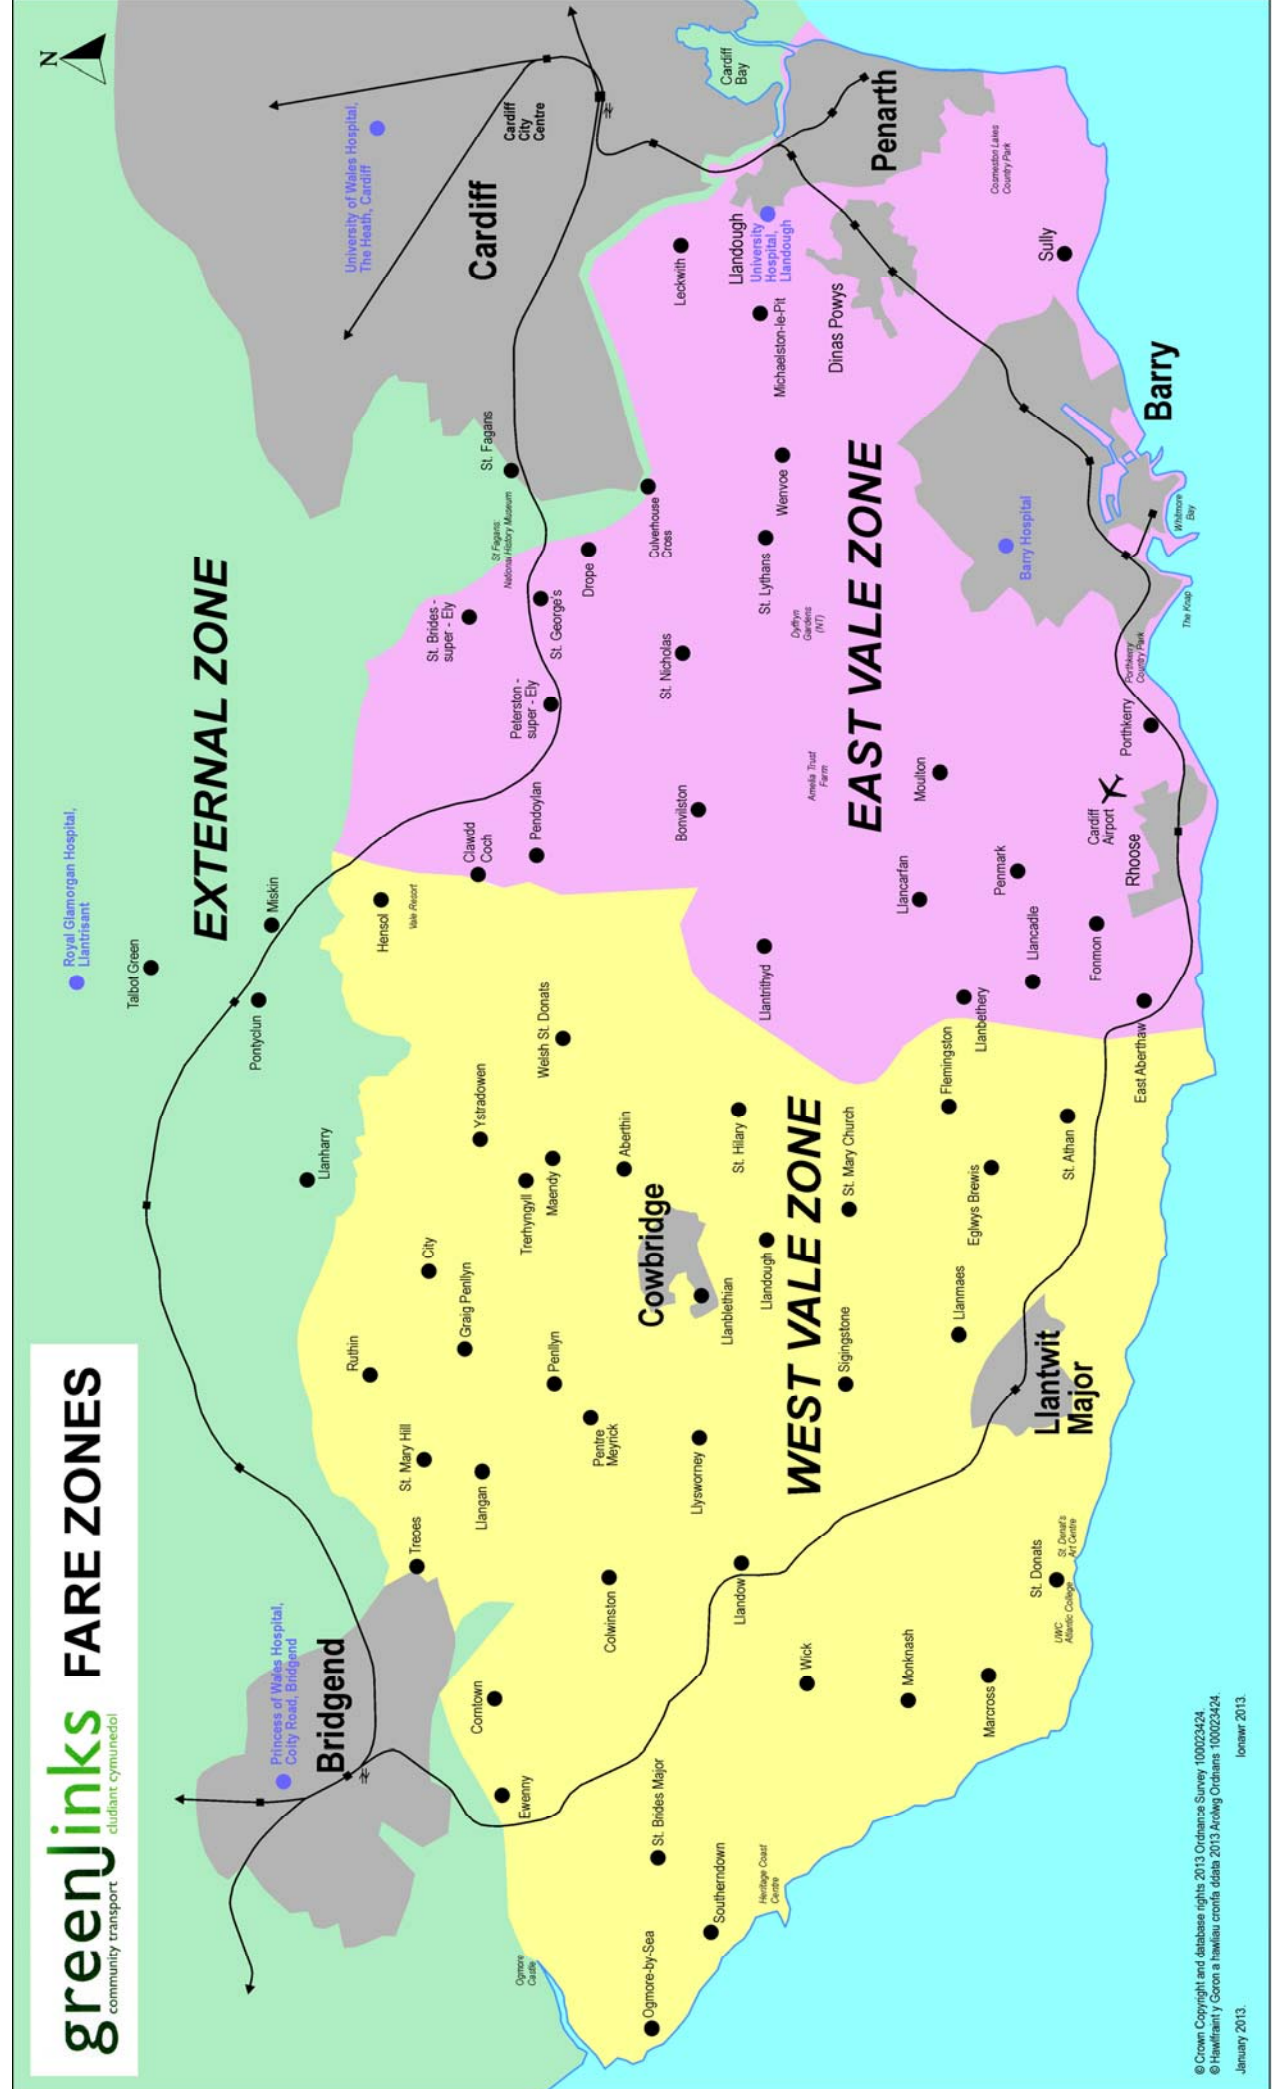 greenlinks FARE ZONES
community transport cludiant cymunedol
N
EXTERNAL ZONE
Royal Glamorgan Hospital,
Llantrisant
Talbot Green
Pontyclun
Miskin
Llanharry
University of Wales Hospital,
The Heath, Cardiff
Cardiff
City
Centre
Cardiff
Cardiff
Bay
Penarth
Princess of Wales Hospital,
Coity Road, Bridgend
Bridgend
St. Fagans
St Fagans:
National History Museum
Culverhouse
Cross
Drope
St. Brides -
super - Ely
St. George's
Peterston -
super - Ely
Pendoylan
Clawdd
Coch
Hensol
Vale Resort
St. Nicholas
Bonvilston
St. Lythans
Wenvoe
Dyffryn
Gardens
(NT)
Amelia Trust
Farm
Leckwith
Llandough
University
Hospital,
Llandough
Michaelston-le-Pit
Dinas Powys
Cosmeston Lakes
Country Park
Sully
EAST VALE ZONE
Barry
Barry Hospital
Whitmore
Bay
The Knap
Porthkerry
Country Park
Porthkerry
Cardiff
Airport
Rhoose
Moulton
Penmark
Llancarfan
Llancadle
Fonmon
Llantrithyd
Llanbethery
East Aberthaw
Welsh St. Donats
Ystradowen
Trerhyngyll
Maendy
Aberthin
City
Graig Penllyn
Ruthin
St. Mary Hill
Llangan
Treoes
Penllyn
Pentre
Meyrick
Cowbridge
Llanblethian
Llandough
St. Hilary
WEST VALE ZONE
St. Mary Church
Flemingston
St. Athan
Eglwys Brewis
Llanmaes
Sigingstone
Llysworney
Llantwit
Major
Colwinston
Llandow
Corntown
Ewenny
Wick
Monknash
Marcross
St. Donats
St. Donat's
Art Centre
UWC
Atlantic College
St. Brides Major
Southerndown
Heritage Coast
Centre
Ogmore-by-Sea
Ogmore
Castle
© Crown Copyright and database rights 2013 Ordnance Survey 100023424.
© Hawlfraint y Goron a hawliau cronfa ddata 2013 Arolwg Ordnans 100023424.
January 2013. Ionawr 2013.